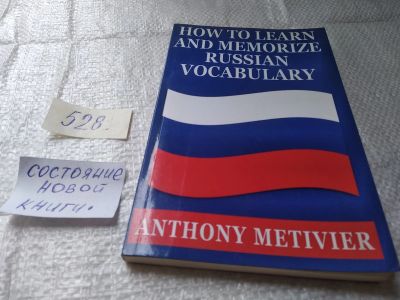 HOW TO LEARN
AND MEMORIZE
RUSSIAN
VOCABULARY
ANTHONY METIVIER
528.
СОСТОЯНИЕ
НОВОЙ
КНИГИ.